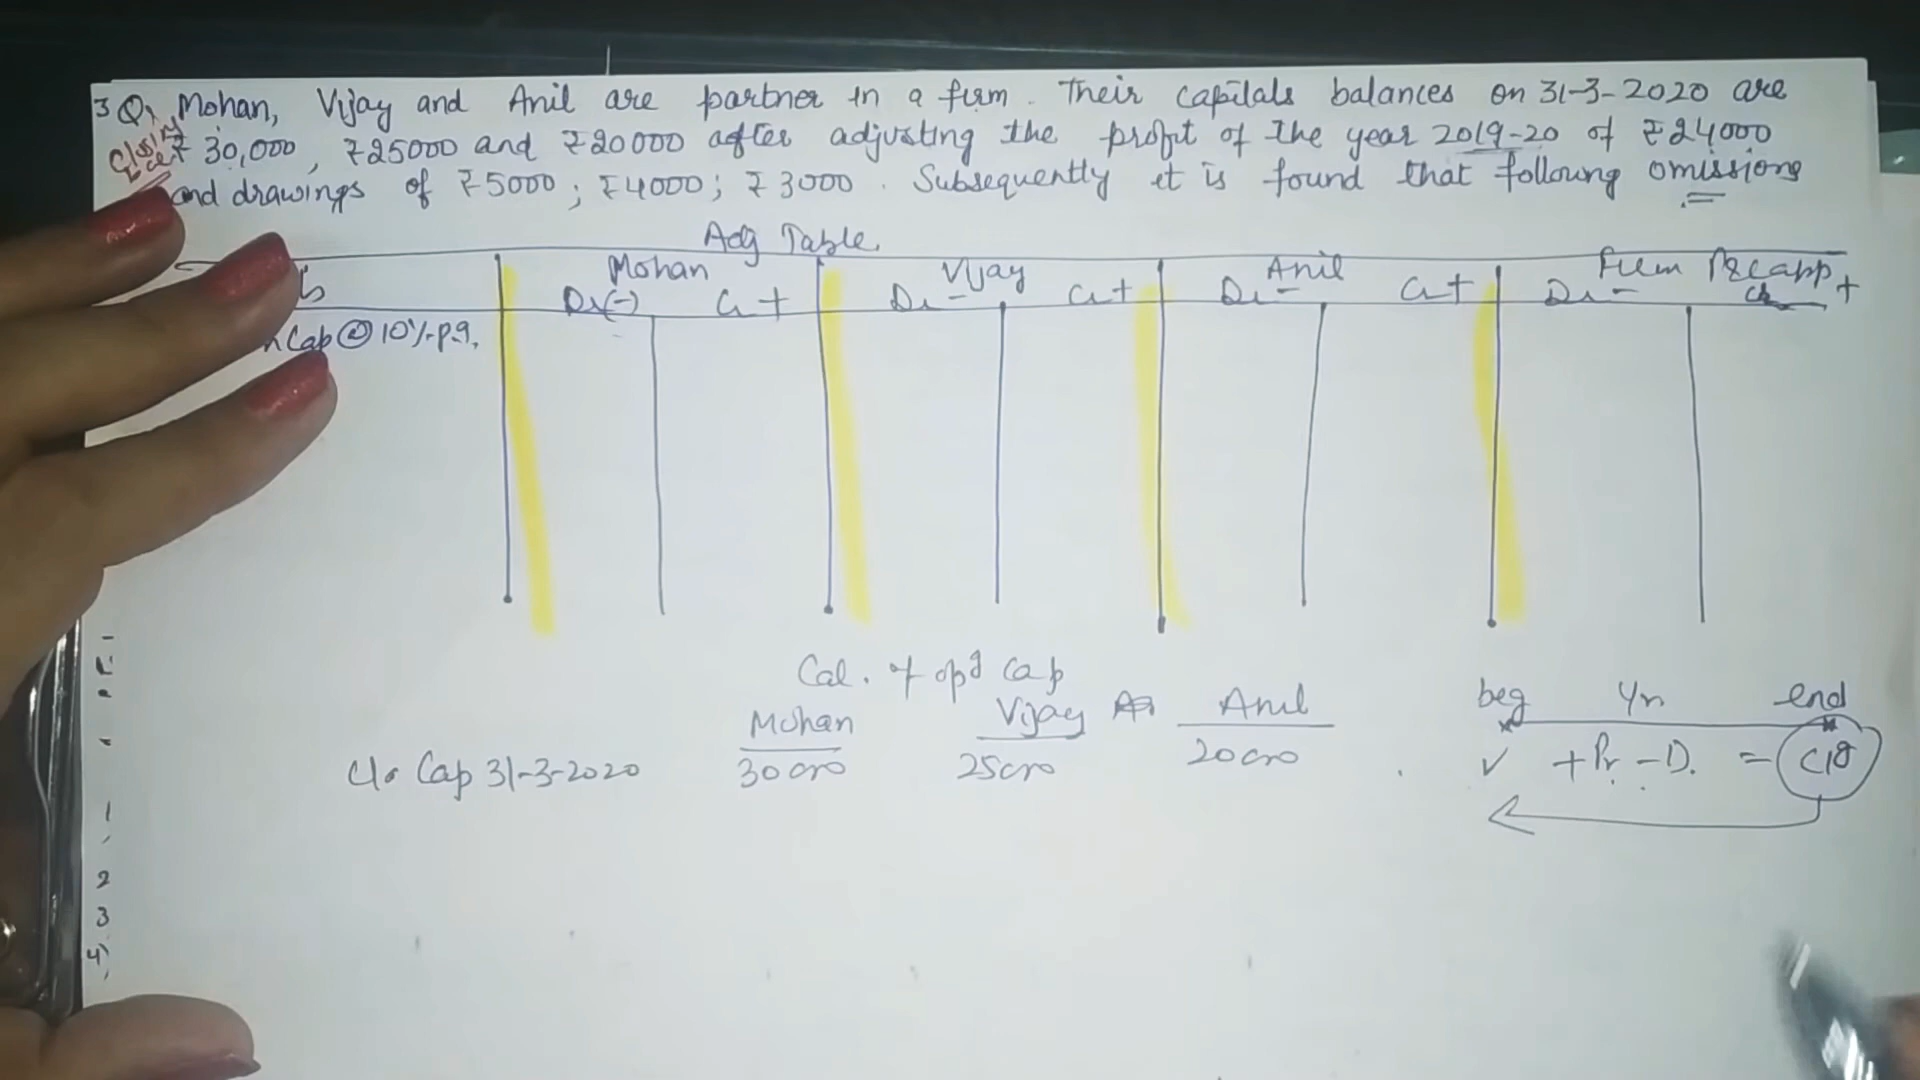 3Q, Mohan, Vijay and Anil are partner in a firm. Their capitals balances on 31-3-2020 are
Closing
₹ 30,000, ₹25000 and ₹20000 after adjusting the profit of the year 2019-20 of ₹24000
and drawings of ₹5000; ₹4000; ₹3000. Subsequently it is found that following omissions
Adj Table
Mohan Vijay Anil Firm
Dr(-) Cr + Dr - Cr + Dr - Cr + Dr - Cr +
Cap @ 10% p.a.
Cal. of opg Cap
Mohan Vijay Anil beg Yr end
Clo Cap 31-3-2020 30000 25000 20000 ✓ + Pr. - D. = Clg
2
3
4)